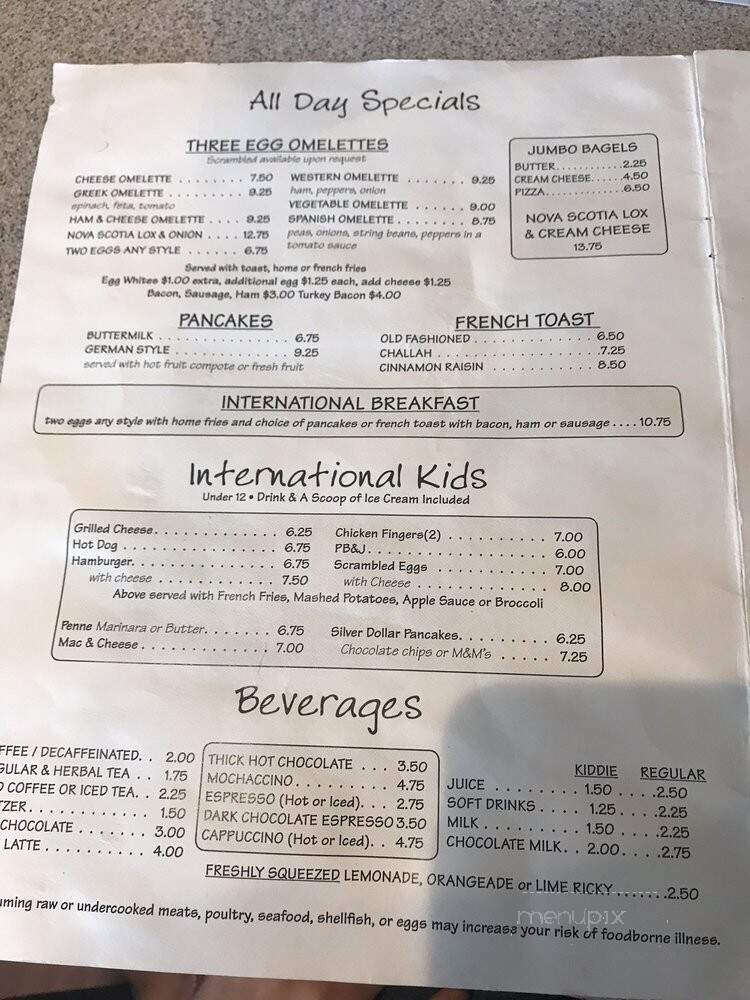 All Day Specials
THREE EGG OMELETTES
Scrambled available upon request
CHEESE OMELETTE ........ 7.50
GREEK OMELETTE ......... 9.25
spinach, feta, tomato
HAM & CHEESE OMELETTE .... 9.25
NOVA SCOTIA LOX & ONION .... 12.75
TWO EGGS ANY STYLE ...... 6.75
WESTERN OMELETTE ....... 9.25
ham, peppers, onion
VEGETABLE OMELETTE ....... 9.00
SPANISH OMELETTE ........ 8.75
peas, onions, string beans, peppers in a
tomato sauce
Served with toast, home or french fries
Egg Whites $1.00 extra, additional egg $1.25 each, add cheese $1.25
Bacon, Sausage, Ham $3.00 Turkey Bacon $4.00
JUMBO BAGELS
BUTTER............2.25
CREAM CHEESE......4.50
PIZZA..............6.50
NOVA SCOTIA LOX
& CREAM CHEESE
13.75
PANCAKES
BUTTERMILK ............... 6.75
GERMAN STYLE ............. 9.25
served with hot fruit compote or fresh fruit
FRENCH TOAST
OLD FASHIONED ............. 6.50
CHALLAH ..................7.25
CINNAMON RAISIN ........... 8.50
INTERNATIONAL BREAKFAST
two eggs any style with home fries and choice of pancakes or french toast with bacon, ham or sausage ....10.75
International Kids
Under 12 • Drink & A Scoop of Ice Cream Included
Grilled Cheese............. 6.25
Hot Dog ................ 6.75
Hamburger............... 6.75
with cheese ............ 7.50
Chicken Fingers(2) .......... 7.00
PB&J.................. 6.00
Scrambled Eggs ........... 7.00
with Cheese ............. 8.00
Above served with French Fries, Mashed Potatoes, Apple Sauce or Broccoli
Penne Marinara or Butter....... 6.75
Mac & Cheese ............. 7.00
Silver Dollar Pancakes......... 6.25
Chocolate chips or M&M's ..... 7.25
Beverages
FFEE / DECAFFEINATED.. 2.00
GULAR & HERBAL TEA .. 1.75
D COFFEE OR ICED TEA.. 2.25
TZER............... 1.50
CHOCOLATE ....... 3.00
LATTE ........... 4.00
THICK HOT CHOCOLATE ... 3.50
MOCHACCINO.......... 4.75
ESPRESSO (Hot or Iced)... 2.75
DARK CHOCOLATE ESPRESSO 3.50
CAPPUCCINO (Hot or Iced).. 4.75
KIDDIE REGULAR
JUICE ......... 1.50 ....2.50
SOFT DRINKS .... 1.25 ....2.25
MILK ........... 1.50 ....2.25
CHOCOLATE MILK.. 2.00....2.75
FRESHLY SQUEEZED LEMONADE, ORANGEADE or LIME RICKY.......2.50
uming raw or undercooked meats, poultry, seafood, shellfish, or eggs may increase your risk of foodborne illness.
menupix